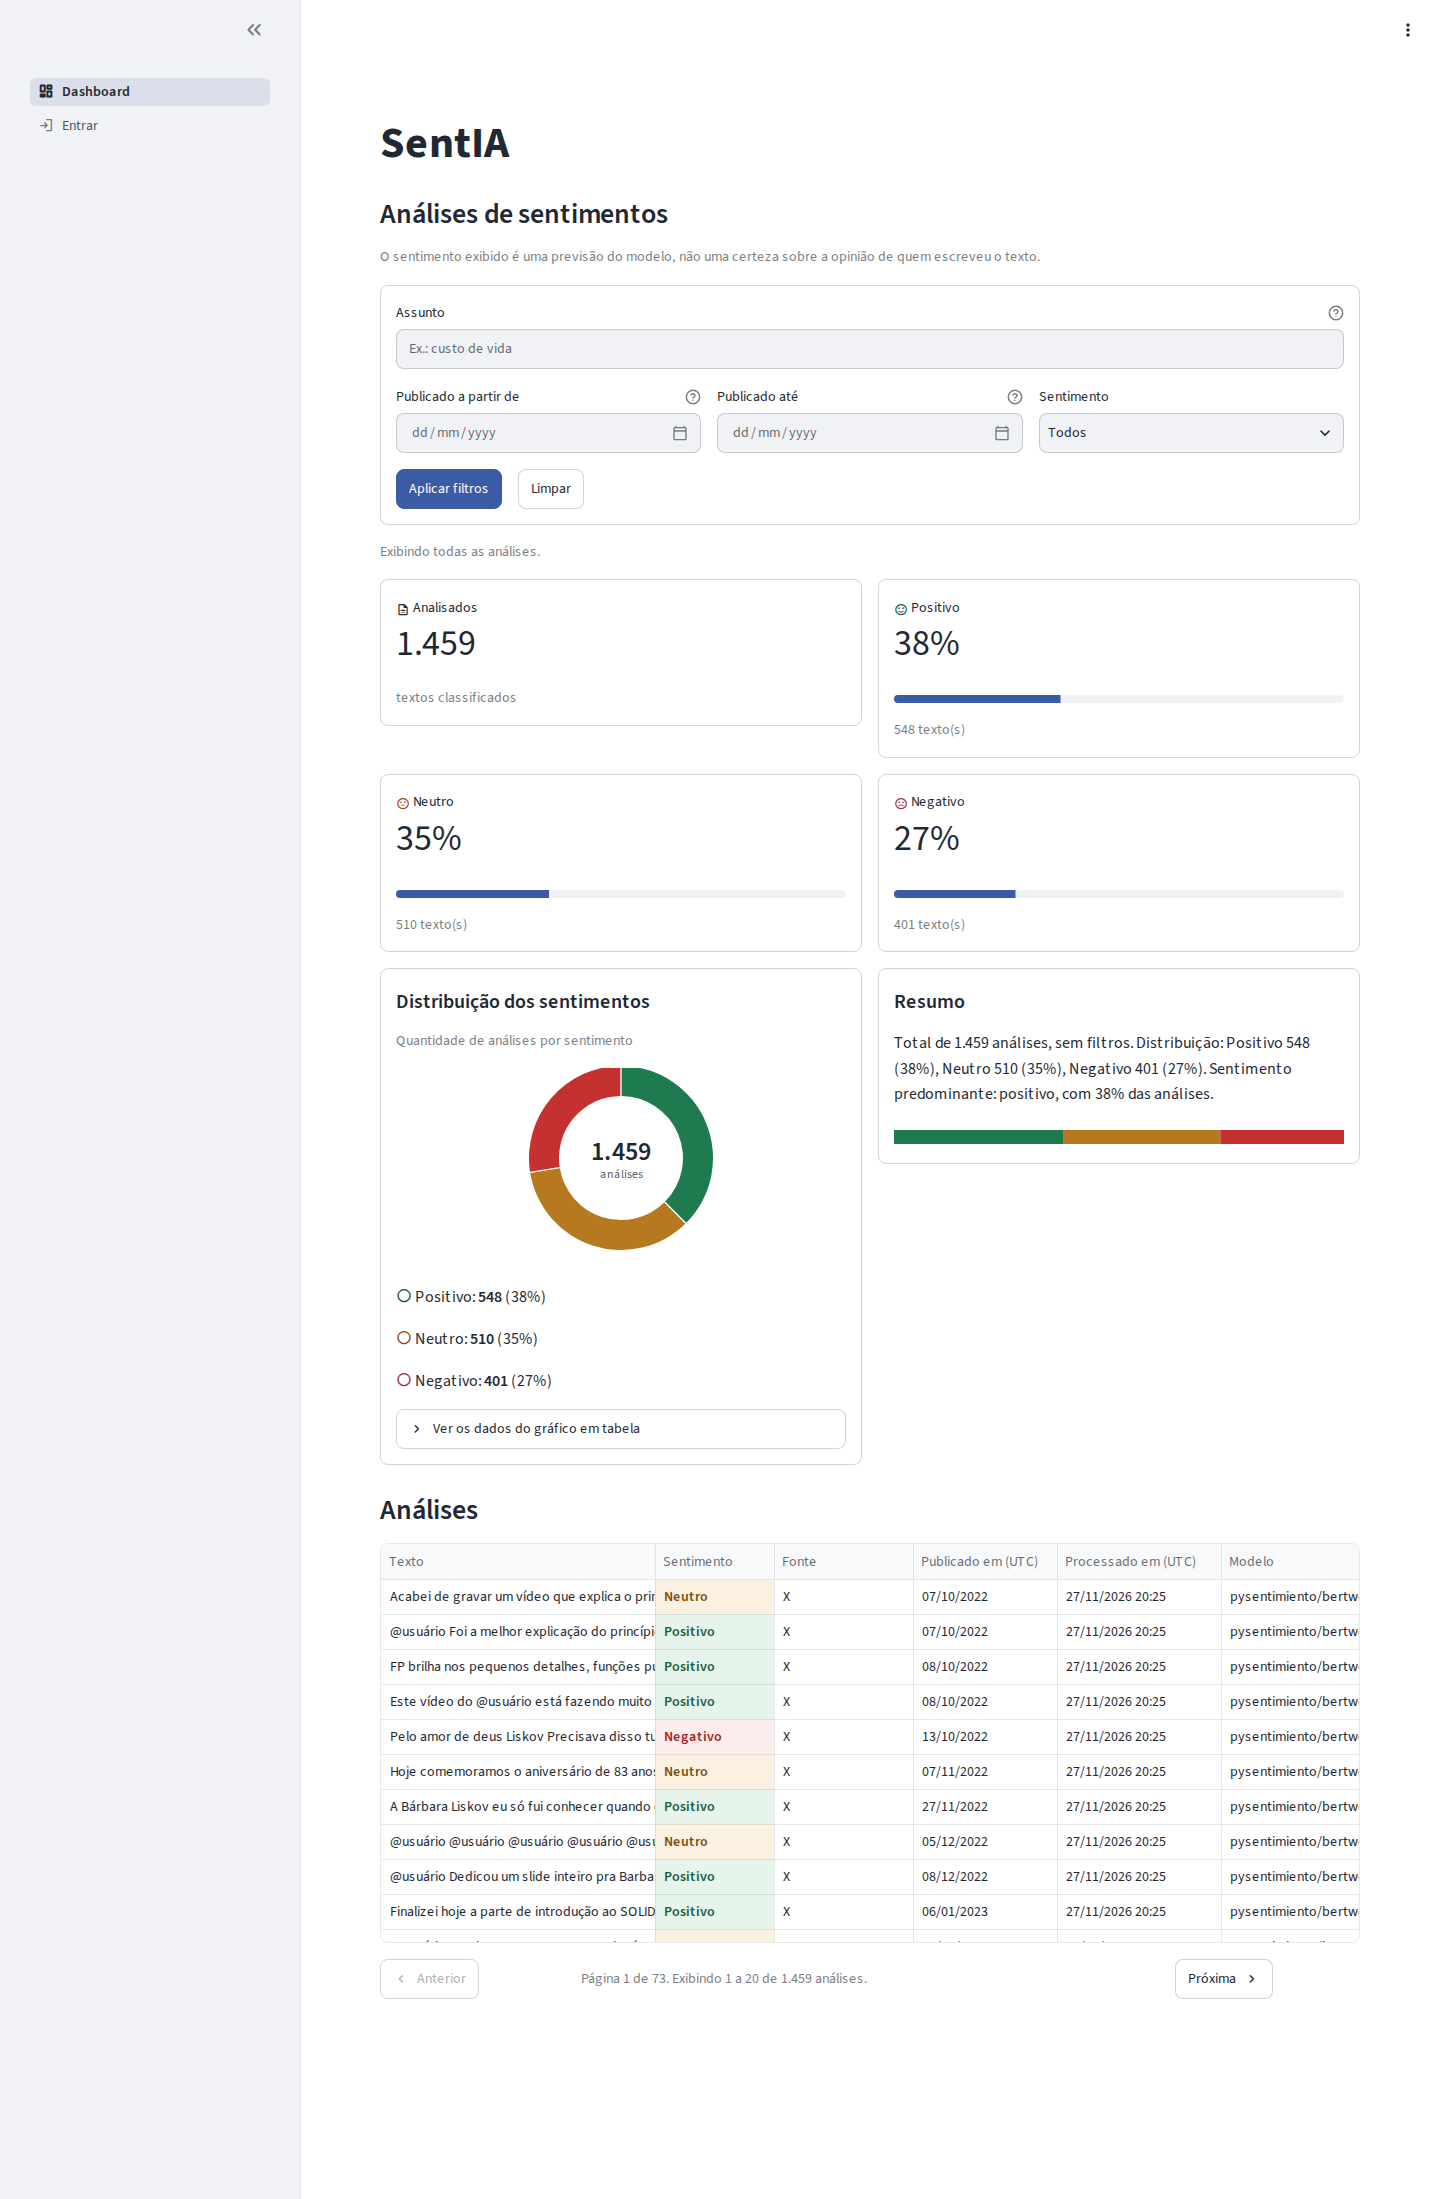 Dashboard
Entrar
SentIA
Análises de sentimentos
O sentimento exibido é uma previsão do modelo, não uma certeza sobre a opinião de quem escreveu o texto.
Assunto
Ex.: custo de vida
Publicado a partir de
Publicado até
Sentimento
dd/mm/yyyy
dd/mm/yyyy
Todos
Aplicar filtros
Limpar
Exibindo todas as análises.
Analisados
1.459
textos classificados
Positivo
38%
548 texto(s)
Neutro
35%
510 texto(s)
Negativo
27%
401 texto(s)
Distribuição dos sentimentos
Quantidade de análises por sentimento
1.459
análises
Positivo: 548 (38%)
Neutro: 510 (35%)
Negativo: 401 (27%)
Ver os dados do gráfico em tabela
Resumo
Total de 1.459 análises, sem filtros. Distribuição: Positivo 548
(38%), Neutro 510 (35%), Negativo 401 (27%). Sentimento
predominante: positivo, com 38% das análises.
Análises
Texto Sentimento Fonte Publicado em (UTC) Processado em (UTC) Modelo
Acabei de gravar um vídeo que explica o prin Neutro X 07/10/2022 27/11/2026 20:25 pysentimiento/bertw
@usuário Foi a melhor explicação do princípi Positivo X 07/10/2022 27/11/2026 20:25 pysentimiento/bertw
FP brilha nos pequenos detalhes, funções pu Positivo X 08/10/2022 27/11/2026 20:25 pysentimiento/bertw
Este vídeo do @usuário está fazendo muito Positivo X 08/10/2022 27/11/2026 20:25 pysentimiento/bertw
Pelo amor de deus Liskov Precisava disso tu Negativo X 13/10/2022 27/11/2026 20:25 pysentimiento/bertw
Hoje comemoramos o aniversário de 83 anos Neutro X 07/11/2022 27/11/2026 20:25 pysentimiento/bertw
A Bárbara Liskov eu só fui conhecer quando Positivo X 27/11/2022 27/11/2026 20:25 pysentimiento/bertw
@usuário @usuário @usuário @usuário @usu Neutro X 05/12/2022 27/11/2026 20:25 pysentimiento/bertw
@usuário Dedicou um slide inteiro pra Barba Positivo X 08/12/2022 27/11/2026 20:25 pysentimiento/bertw
Finalizei hoje a parte de introdução ao SOLID Positivo X 06/01/2023 27/11/2026 20:25 pysentimiento/bertw
Anterior
Página 1 de 73. Exibindo 1 a 20 de 1.459 análises.
Próxima